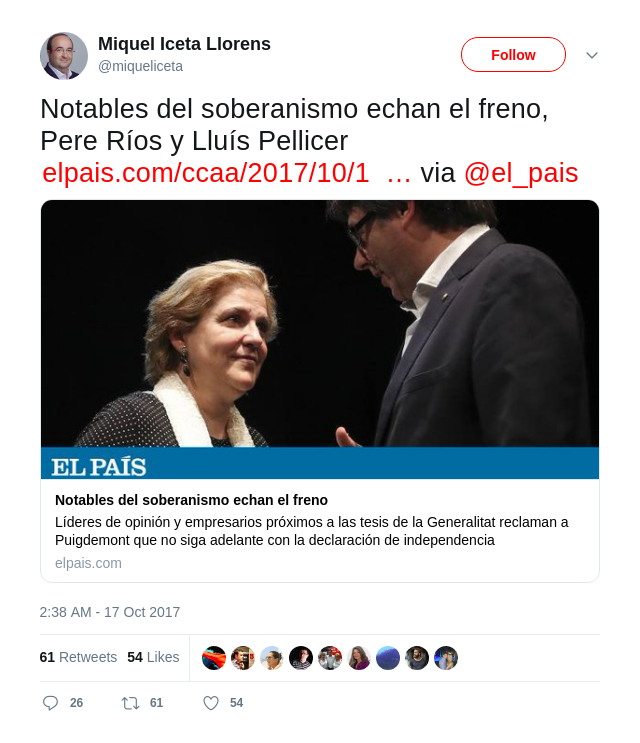 Miquel Iceta Llorens
@miqueliceta
Follow
Notables del soberanismo echan el freno,
Pere Ríos y Lluís Pellicer
elpais.com/ccaa/2017/10/1 … via @el_pais
EL PAÍS
Notables del soberanismo echan el freno
Líderes de opinión y empresarios próximos a las tesis de la Generalitat reclaman a
Puigdemont que no siga adelante con la declaración de independencia
elpais.com
2:38 AM - 17 Oct 2017
61 Retweets 54 Likes
26 61 54